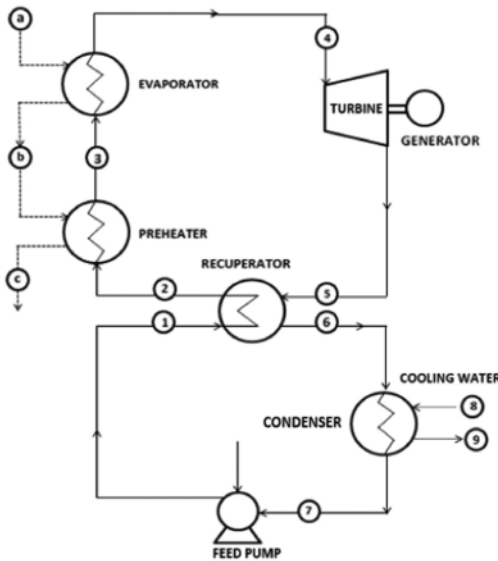 a
4
EVAPORATOR
TURBINE
GENERATOR
b
3
PREHEATER
RECUPERATOR
c
2
5
1
6
COOLING WATER
8
CONDENSER
9
7
FEED PUMP